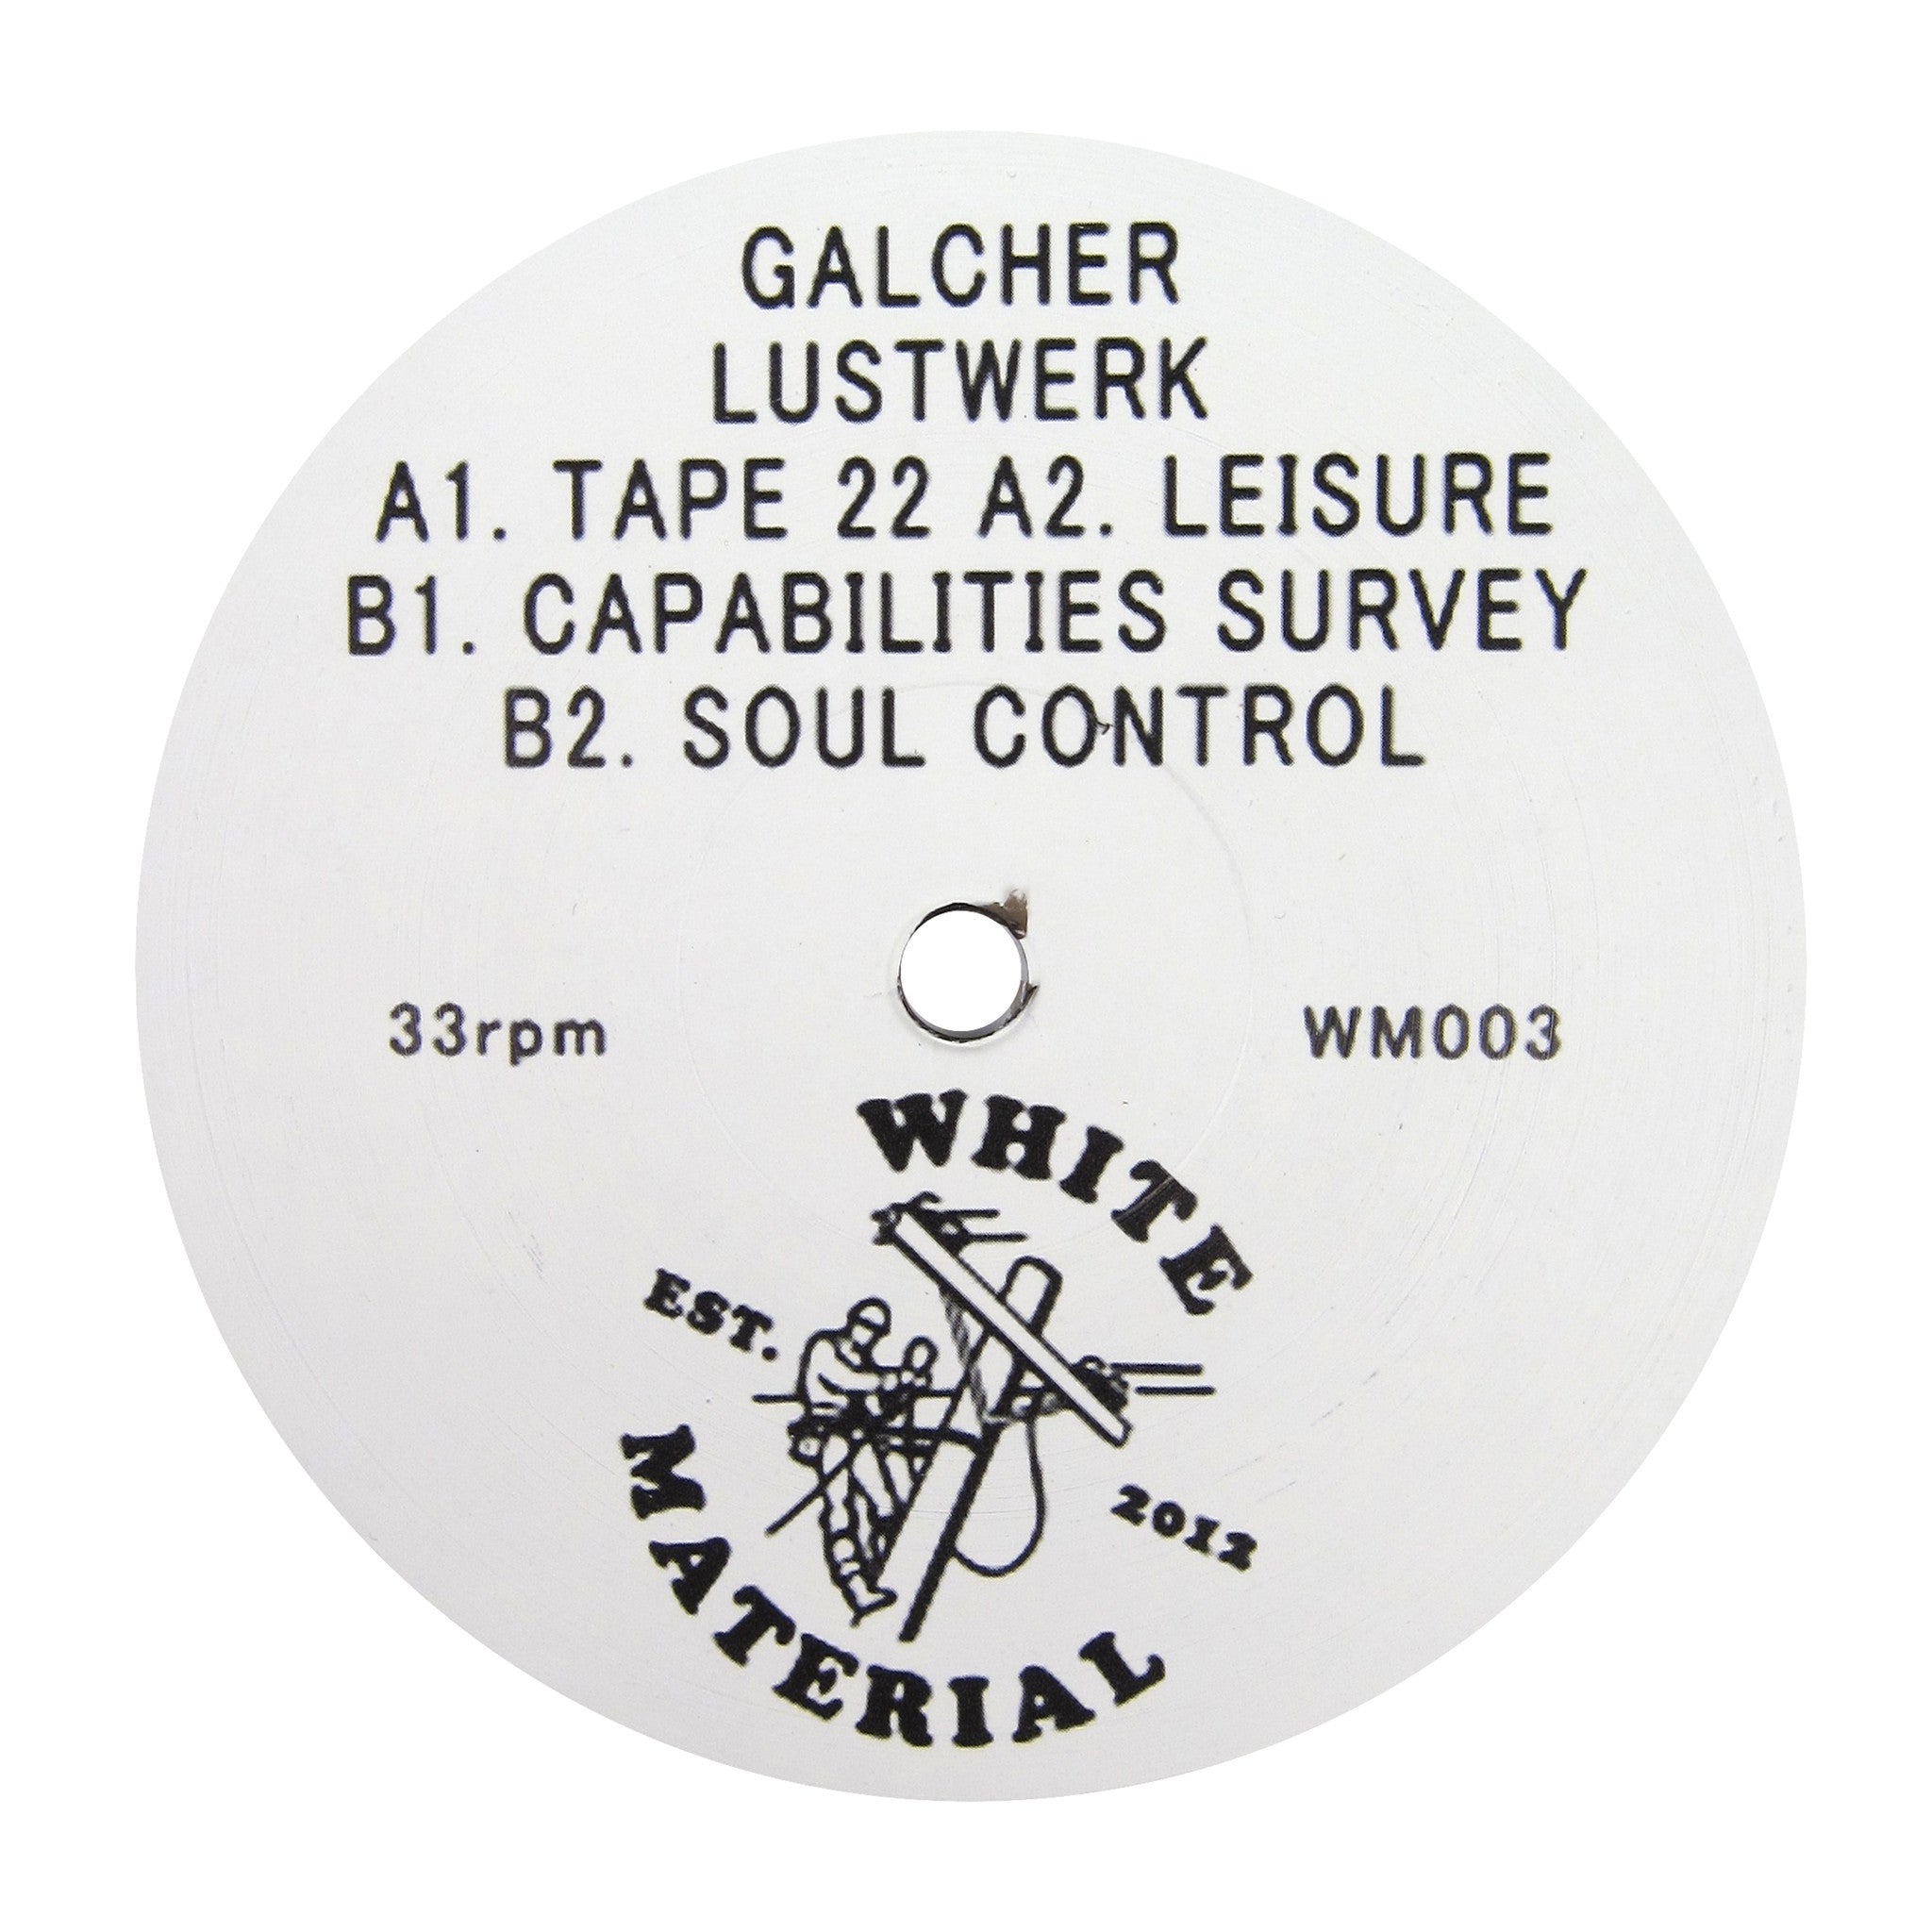 GALCHER
LUSTWERK
A1. TAPE 22 A2. LEISURE
B1. CAPABILITIES SURVEY
B2. SOUL CONTROL
33rpm
WM003
WHITE
EST.
2012
MATERIAL